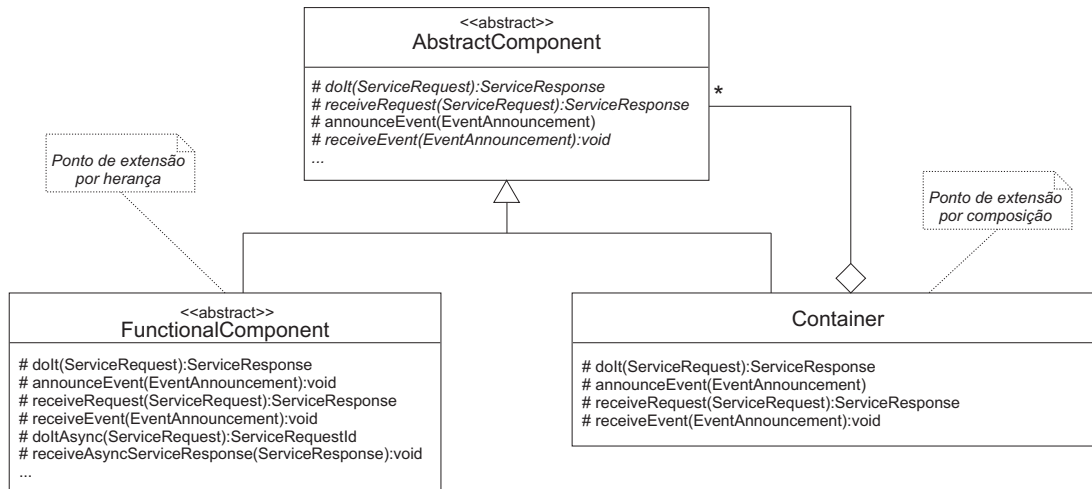 <<abstract>>
AbstractComponent
# doIt(ServiceRequest):ServiceResponse
# receiveRequest(ServiceRequest):ServiceResponse
# announceEvent(EventAnnouncement)
# receiveEvent(EventAnnouncement):void
...
*
Ponto de extensão
por herança
Ponto de extensão
por composição
<<abstract>>
FunctionalComponent
# doIt(ServiceRequest):ServiceResponse
# announceEvent(EventAnnouncement):void
# receiveRequest(ServiceRequest):ServiceResponse
# receiveEvent(EventAnnouncement):void
# doItAsync(ServiceRequest):ServiceRequestId
# receiveAsyncServiceResponse(ServiceResponse):void
...
Container
# doIt(ServiceRequest):ServiceResponse
# announceEvent(EventAnnouncement)
# receiveRequest(ServiceRequest):ServiceResponse
# receiveEvent(EventAnnouncement):void